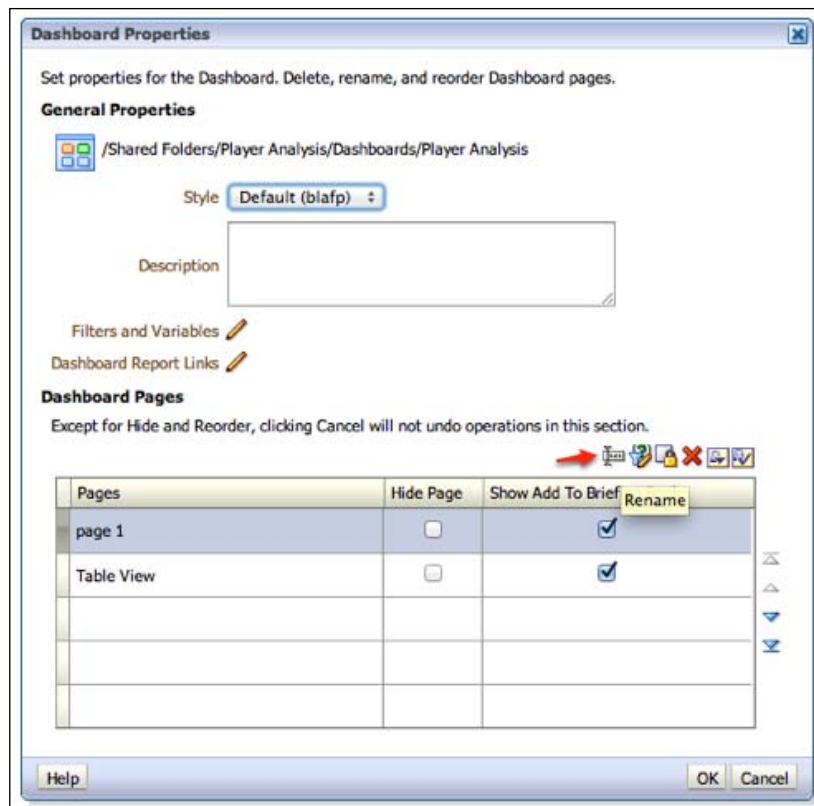 Dashboard Properties
Set properties for the Dashboard. Delete, rename, and reorder Dashboard pages.
General Properties
/Shared Folders/Player Analysis/Dashboards/Player Analysis
Style Default (blafp)
Description
Filters and Variables
Dashboard Report Links
Dashboard Pages
Except for Hide and Reorder, clicking Cancel will not undo operations in this section.
Pages Hide Page Show Add To Brief
Rename
page 1
Table View
Help OK Cancel